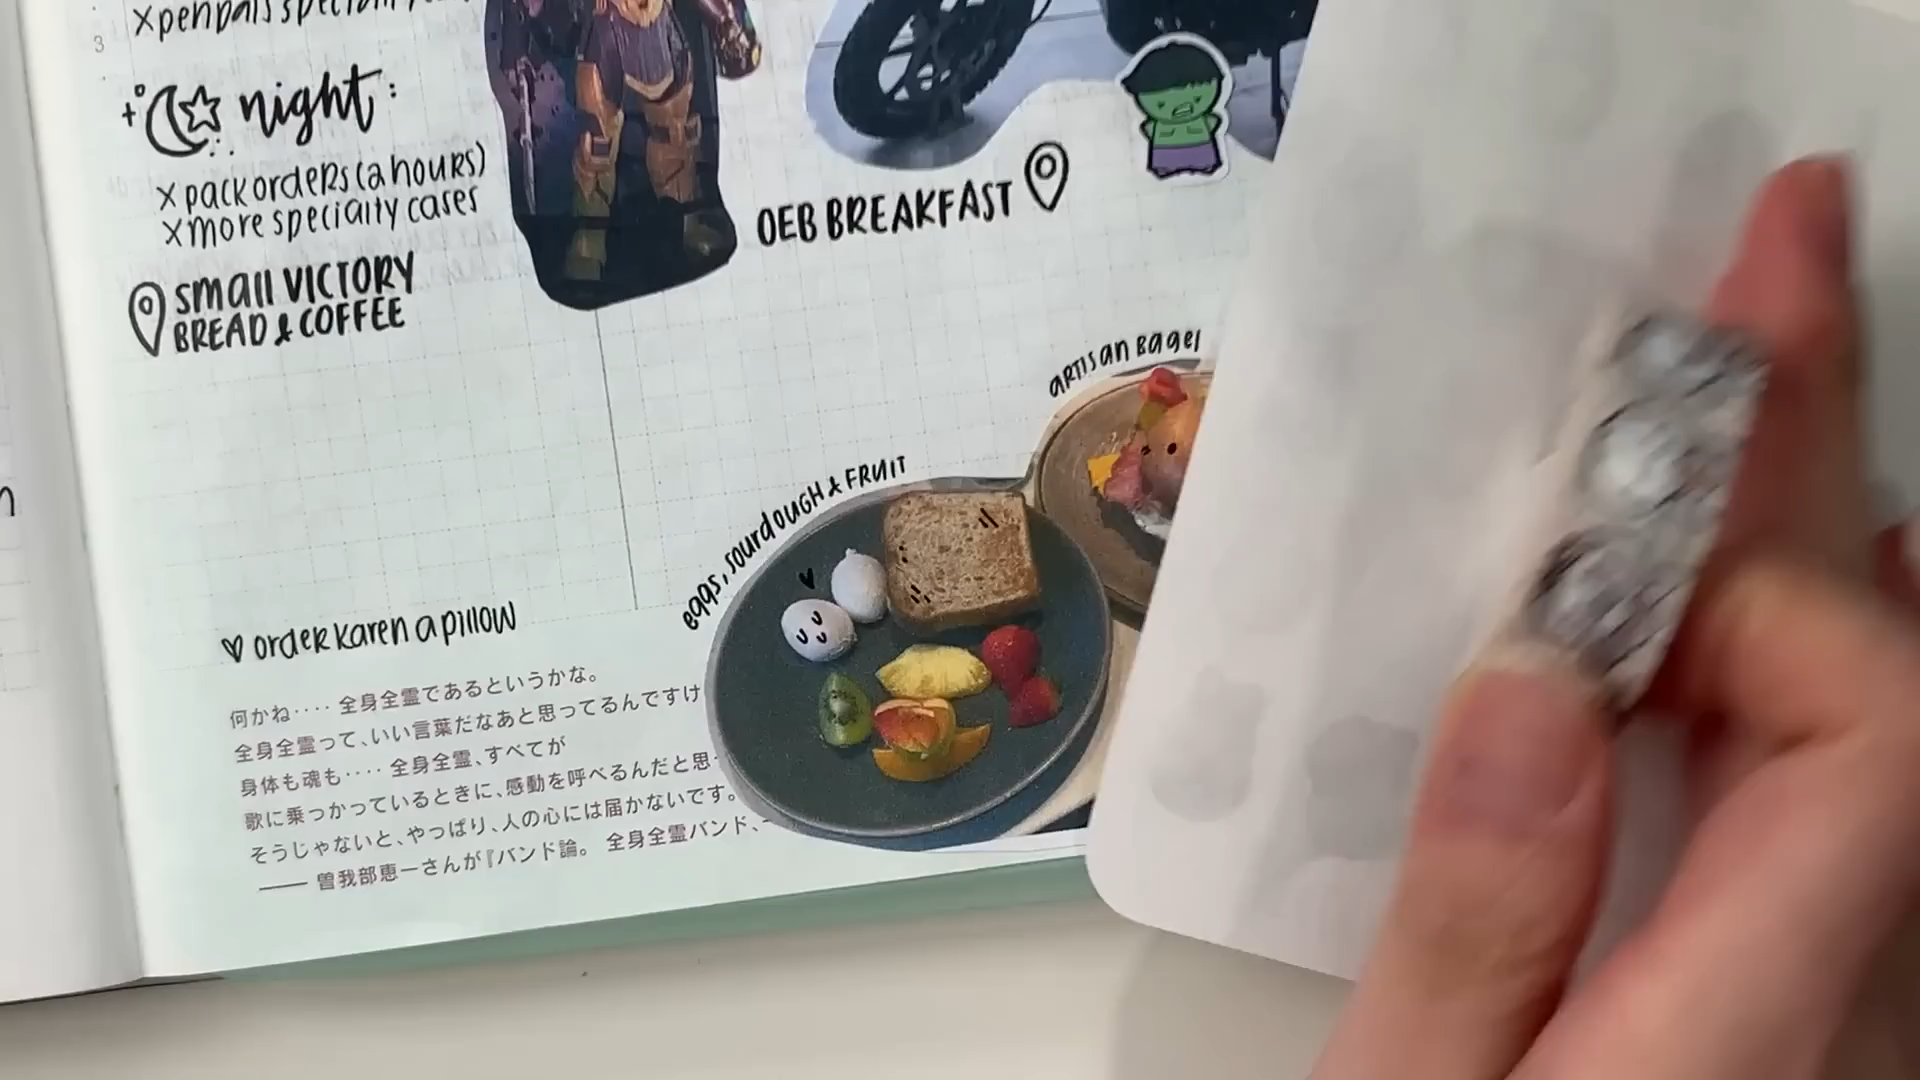 xpenpals
3
night:
x pack orders (2 hours)
x more specialty cases
small VICTORY
BREAD & COFFEE
OEB BREAKFAST
artisan Bagel
eggs, sourdough & FRUIT
order karen a pillow
何かね‥‥ 全身全霊であるというかな。
全身全霊って、いい言葉だなあと思ってるんですけ
身体も魂も‥‥ 全身全霊、すべてが
歌に乗っかっているときに、感動を呼べるんだと思
そうじゃないと、やっぱり、人の心には届かないです。
—— 曽我部恵一さんが『バンド論。 全身全霊バンド、